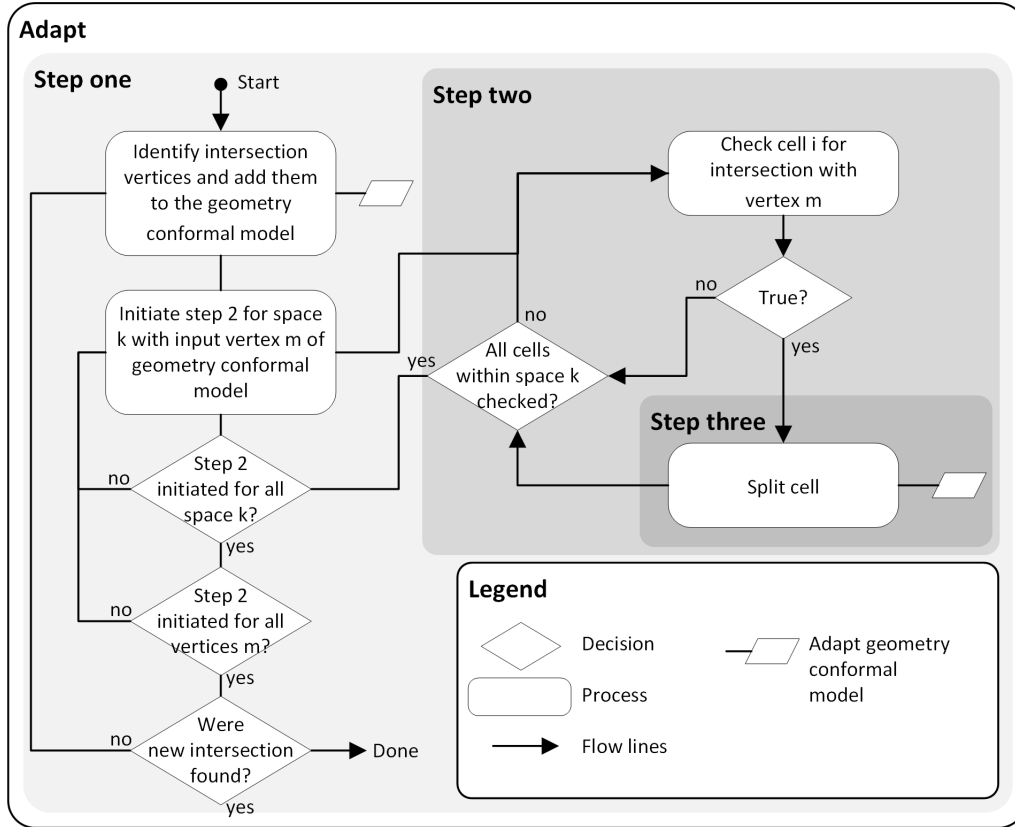 Adapt
Step one
Start
Identify intersection
vertices and add them
to the geometry
conformal model
Initiate step 2 for space
k with input vertex m of
geometry conformal
model
Step 2
initiated for all
space k?
no
yes
Step 2
initiated for all
vertices m?
no
yes
Were
new intersection
found?
no
yes
Done
Step two
Check cell i for
intersection with
vertex m
True?
no
yes
All cells
within space k
checked?
no
yes
Step three
Split cell
Legend
Decision
Process
Flow lines
Adapt geometry
conformal
model